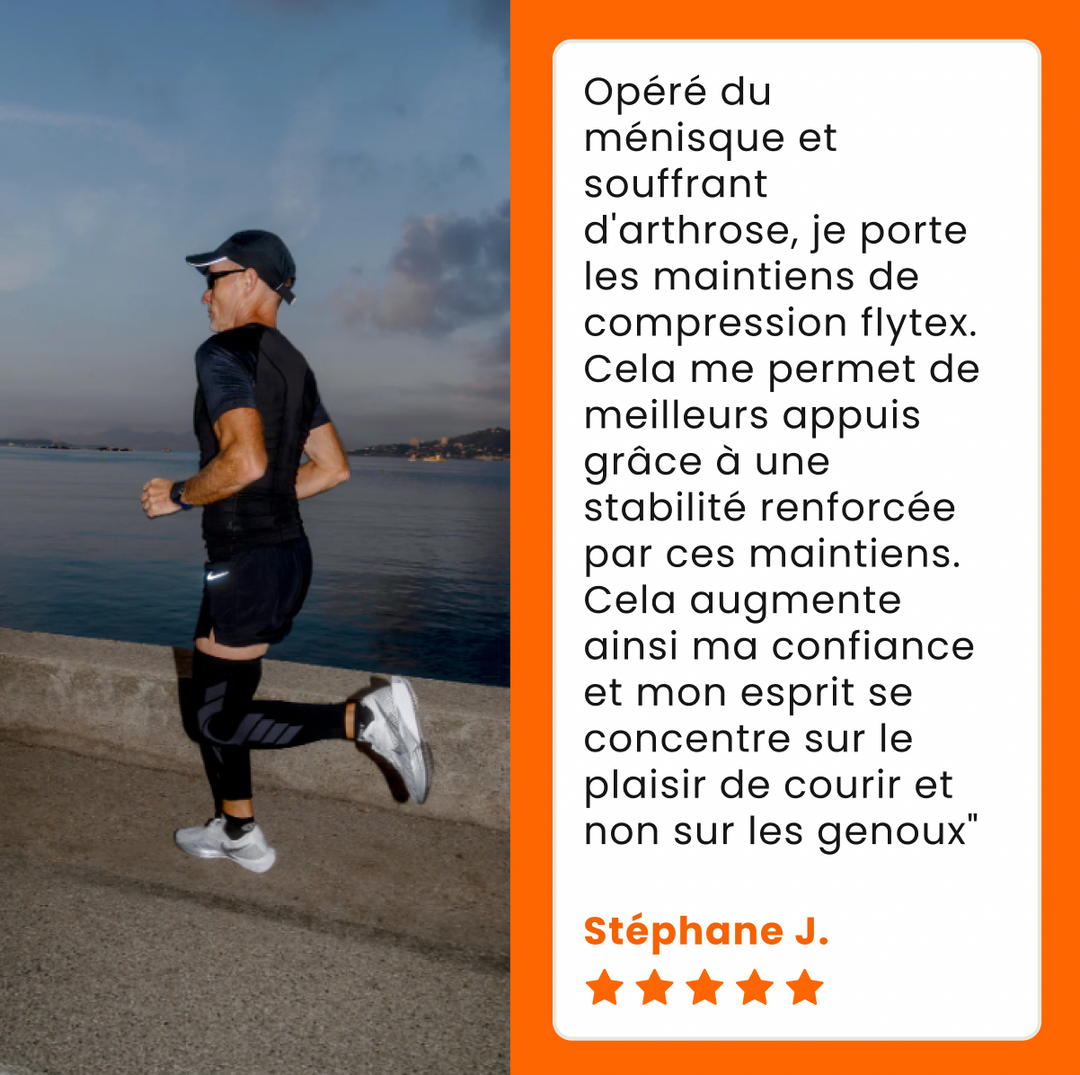 Opéré du
ménisque et
souffrant
d'arthrose, je porte
les maintiens de
compression flytex.
Cela me permet de
meilleurs appuis
grâce à une
stabilité renforcée
par ces maintiens.
Cela augmente
ainsi ma confiance
et mon esprit se
concentre sur le
plaisir de courir et
non sur les genoux"
Stéphane J.